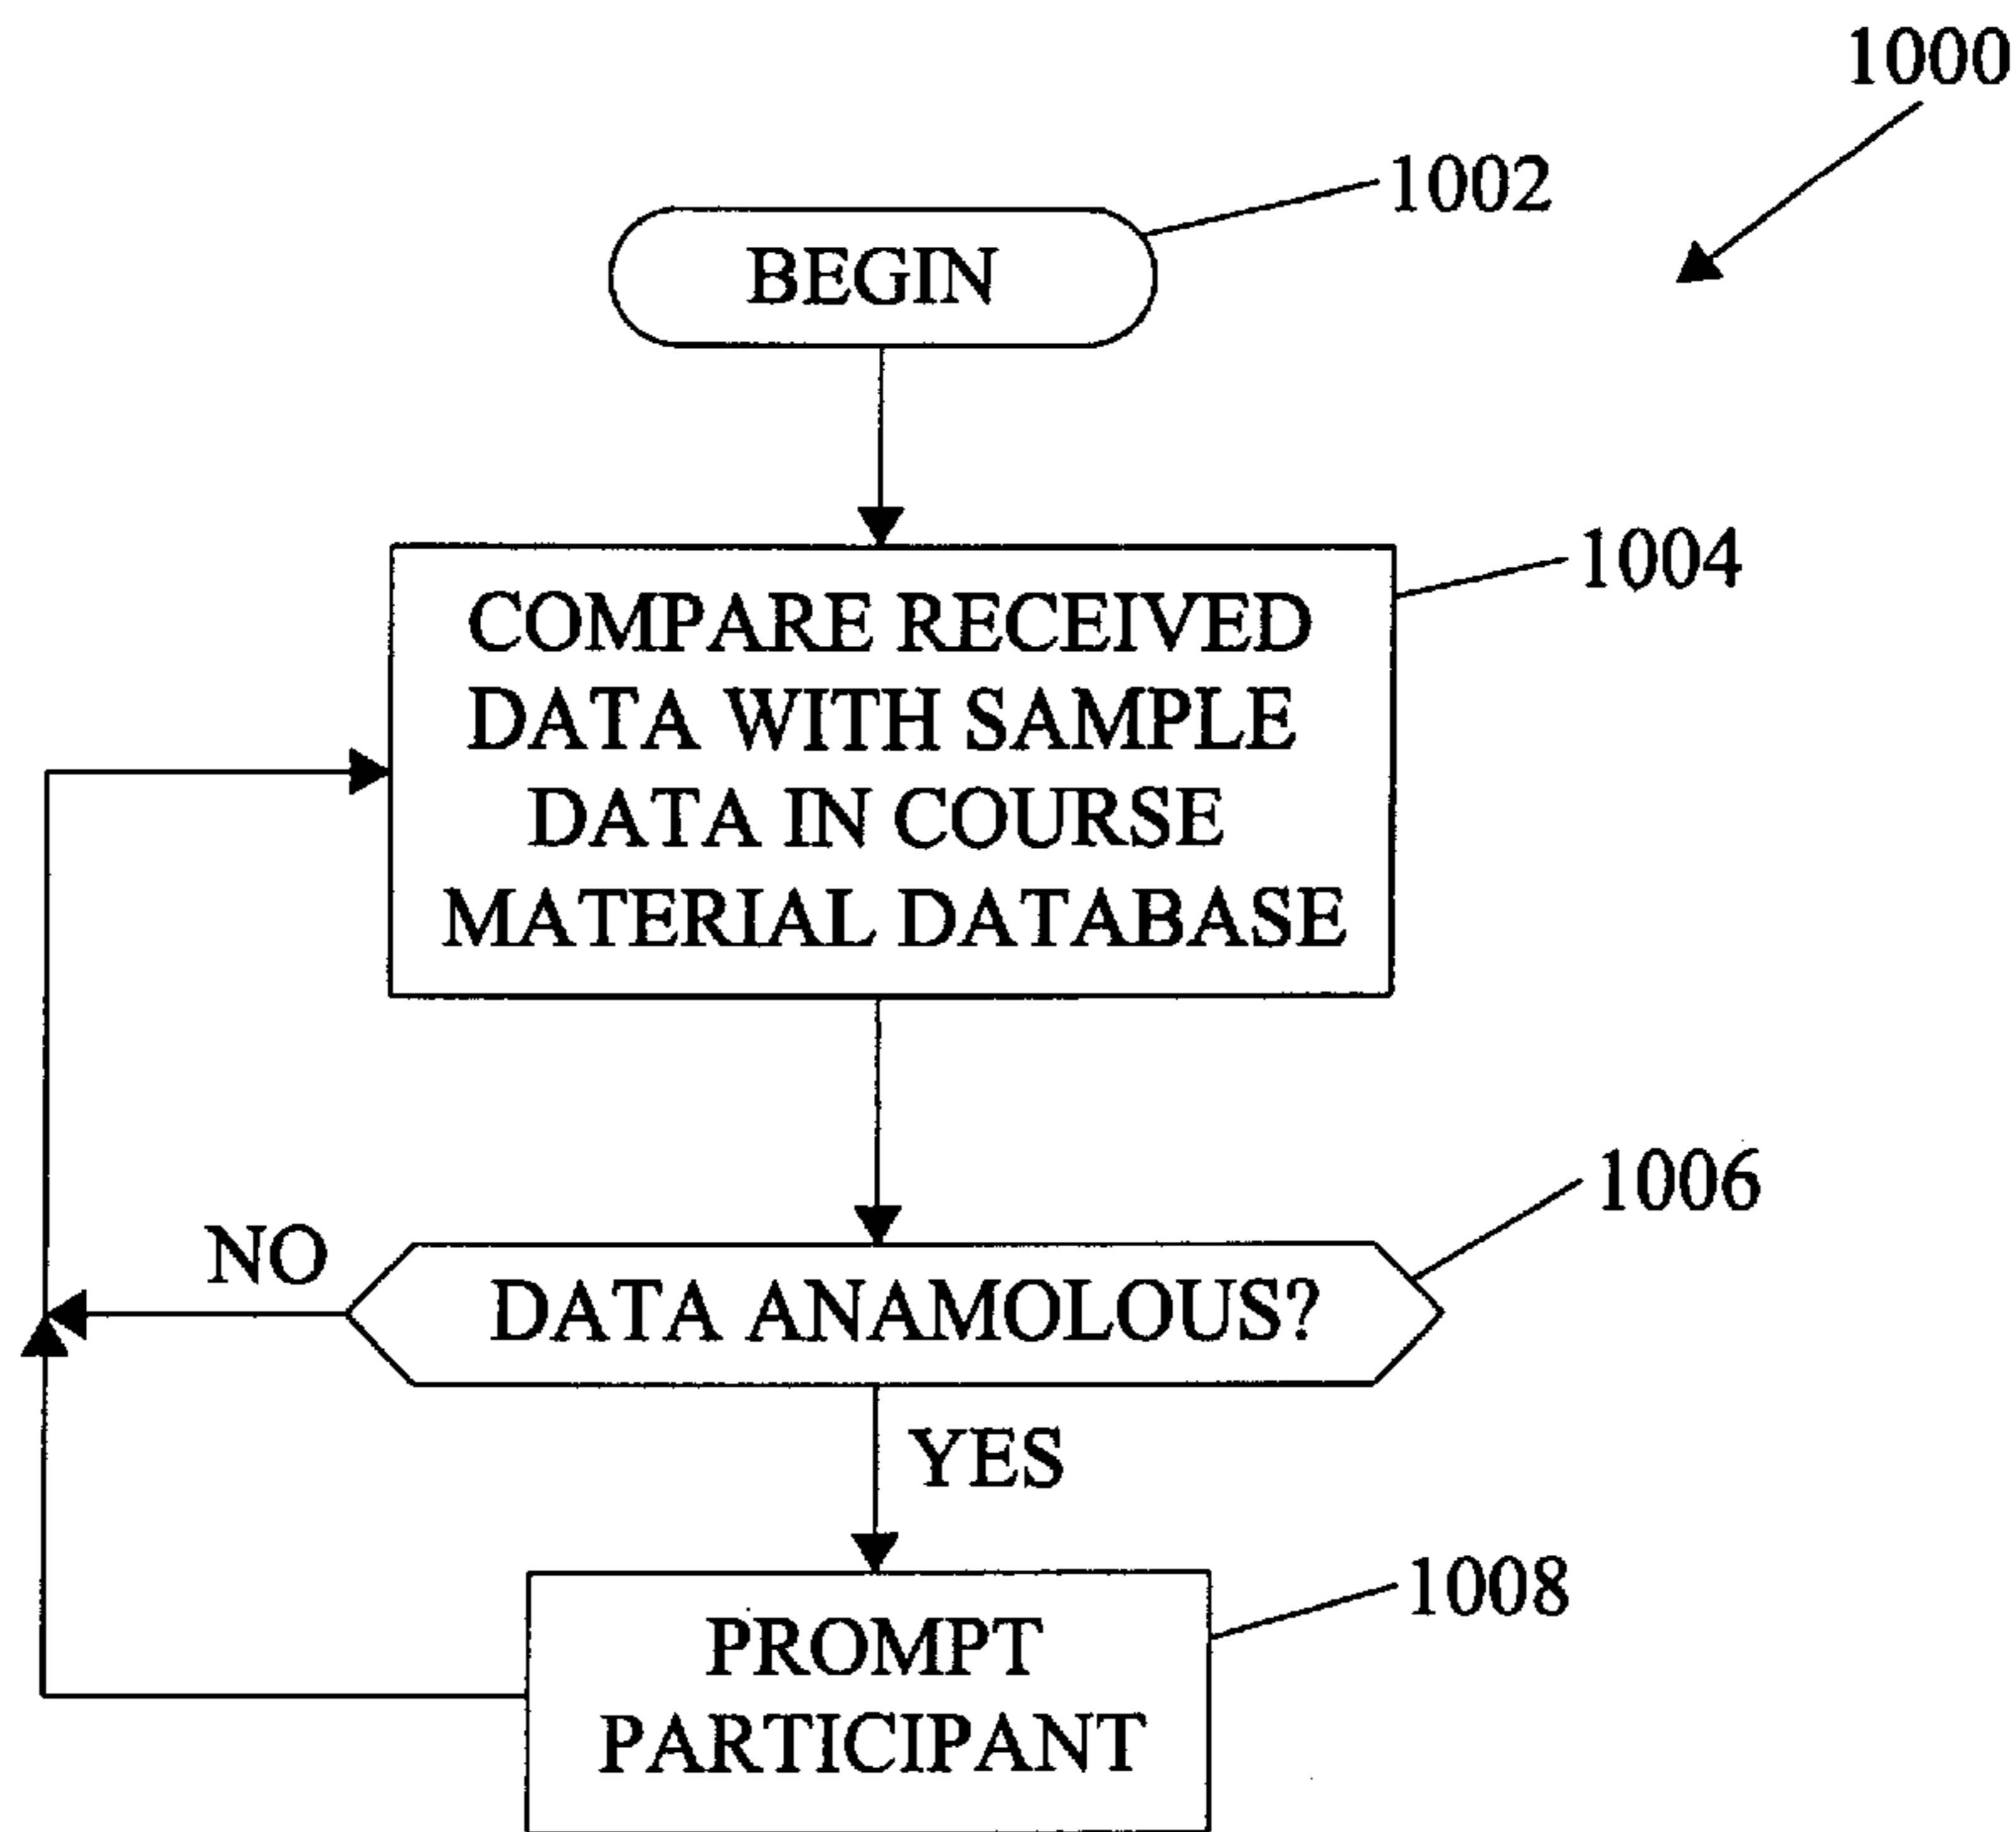 1000
1002
BEGIN
1004
COMPARE RECEIVED
DATA WITH SAMPLE
DATA IN COURSE
MATERIAL DATABASE
1006
NO
DATA ANAMOLOUS?
YES
1008
PROMPT
PARTICIPANT